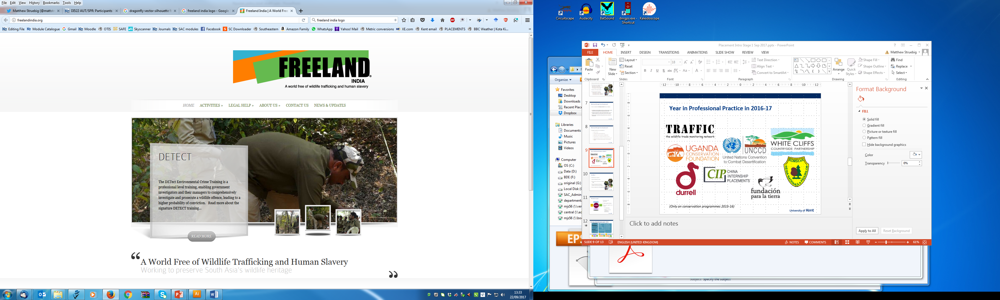 File Edit View History Bookmarks Tools Help
Matthew Struebig (@mattstr
DI522 AUT/SPR: Participants
dragonfly vector silhouette f
freeland india logo - Google
Freeland India | A World Free
freelandindia.org
freeland india logo
Editing File Module Catalogue Gmail Moodle OTIS SAFE Skyscanner Journals SAC modules Facebook SC Downloader Southeastern Amazon Family WhatsApp Yahoo! Mail Metric conversions XE.com Kent email PLACEMENTS BBC Weather | Kota Ki...
FREELAND
INDIA
A world free of wildlife trafficking and human slavery
HOME ACTIVITIES » LEGAL HELP » ABOUT US » CONTACT US NEWS & UPDATES
DETECT
The DETect Environmental Crime Training is a
professional level training, enabling government
investigators and their managers to comprehensively
investigate and prosecute a wildlife offence, leading to a
higher probability of conviction. Read more about the
signature DETECT training...
READ MORE
“ A World Free of Wildlife Trafficking and Human Slavery
Working to preserve South Asia's wildlife heritage ”
13:33
22/09/2017
Circuitscape
Audacity
BatSound
dnrgps.exe -
Shortcut
Kaleidoscope
Organize
Favorites
Desktop
Downloads
Recent Place
Dropbox
Libraries
Documents
Music
Pictures
Videos
Computer
OS (C:)
Data (D:)
BDE (F:)
original (G:)
Local Disk (
SAC_Admin
department
mjs56 (\\ver
central (\\ac
mjs56 (\\boo
EPS
Subject: Specify the subject
Placement Intro Stage 1 Sep 2017.pptx - PowerPoint
FILE HOME INSERT DESIGN TRANSITIONS ANIMATIONS SLIDE SHOW REVIEW VIEW
Matthew Struebig
Paste
New
Slide
Layout
Reset
Section
18
Text Direction
Align Text
Convert to SmartArt
Arrange
Quick
Styles
Shape Fill
Shape Outline
Shape Effects
Find
Replace
Select
Clipboard Slides Font Paragraph Drawing Editing
7
8
9
10
11
12
Year in Professional Practice in 2016-17
TRAFFIC
the wildlife trade monitoring network
UGANDA
CONSERVATION
FOUNDATION
UNCCD
United Nations Convention
to Combat Desertification
WHITE CLIFFS
COUNTRYSIDE PARTNERSHIP
durrell
CIP CHINA
INTERNSHIP
PLACEMENTS
fundación
para la tierra
ROMSILVA
REGIA NATIONALĂ A PĂDURILOR
(Only on conservation programmes 2015-16)
University of Kent
Click to add notes
Format Background
FILL
Solid fill
Gradient fill
Picture or texture fill
Pattern fill
Hide background graphics
Color
Transparency 0%
Apply to All Reset Background
SLIDE 9 OF 13 ENGLISH (UNITED KINGDOM) NOTES COMMENTS 61%